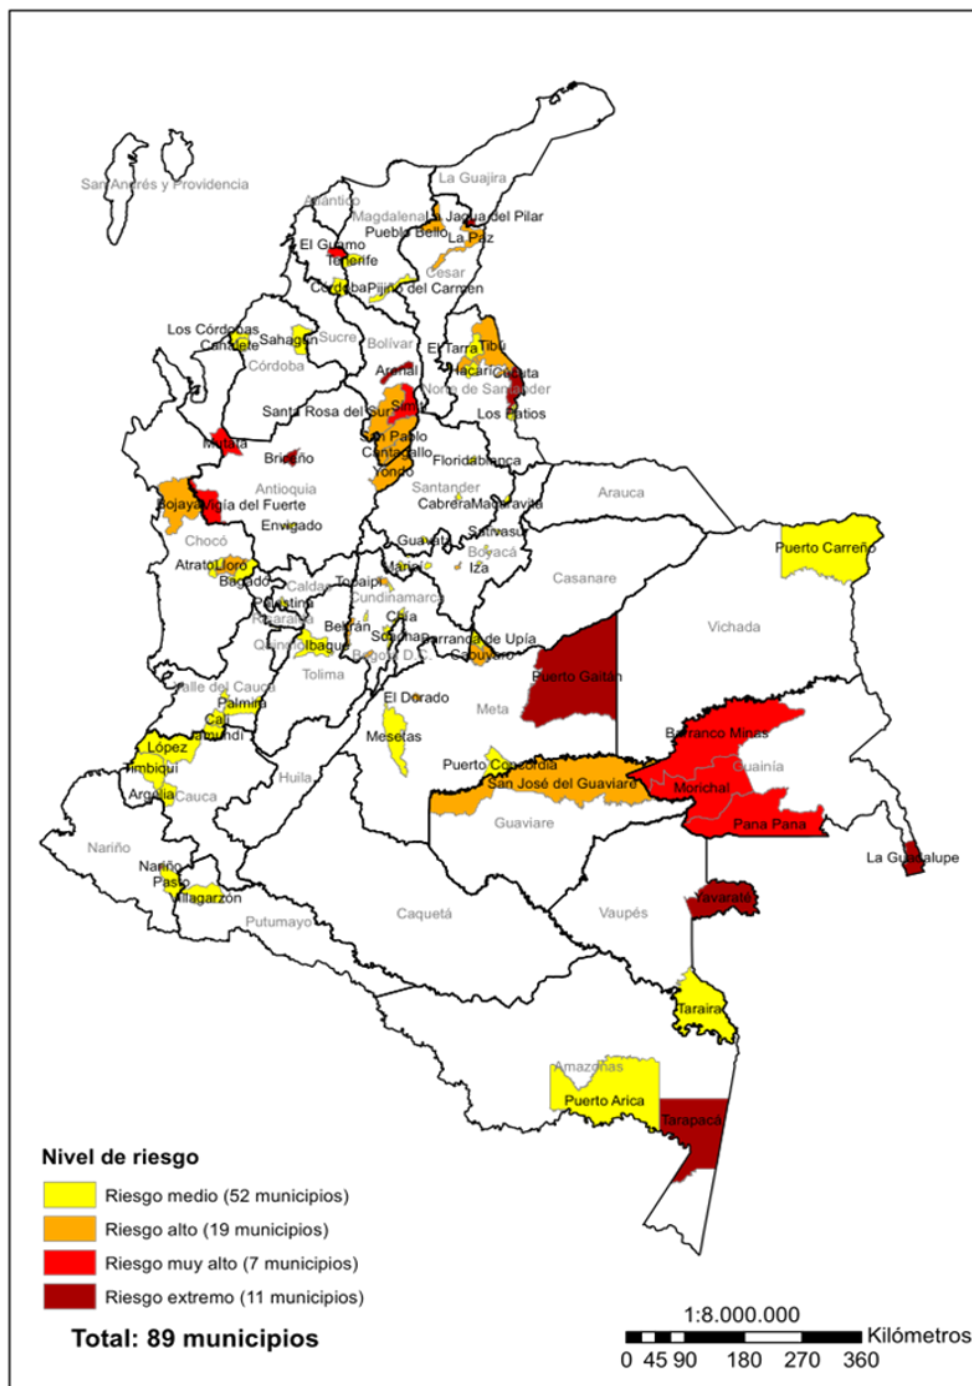 La Guajira
San Andrés y Providencia
Atlántico
Magdalena
La Jagua del Pilar
Pueblo Bello
La Paz
El Guamo
Tenerife
Cesar
Córdoba
Pijiño del Carmen
Los Córdobas
Canalete
Sahagún
Sucre
Bolívar
El Tarra
Tibú
Córdoba
Arenal
Hacarí
Cúcuta
Norte de Santander
Santa Rosa del Sur
Simití
Los Patios
Mutatá
San Pablo
Cantagallo
Briceño
Floridablanca
Yondó
Antioquia
Santander
Arauca
Bojaya
Vigía del Fuerte
Cabrera
Macaravita
Envigado
Sativasur
Chocó
Guavatá
Boyacá
Puerto Carreño
Atrato
Lloró
Maripí
Iza
Bagadó
Topaipí
Casanare
Caldas
Cundinamarca
Palestina
Risaralda
Chía
Vichada
Beltrán
Soacha
Barranca de Upía
Quindío
Ibagué
Bogotá D.C.
Cabuyaro
Tolima
Puerto Gaitán
Valle del Cauca
El Dorado
Palmira
Meta
Cali
Jamundí
Mesetas
Barranco Minas
López
Puerto Concordia
Guainía
Timbiquí
Huila
San José del Guaviare
Morichal
Argelia
Cauca
Guaviare
Pana Pana
Nariño
La Guadalupe
Nariño
Pasto
Villagarzón
Yavaraté
Putumayo
Caquetá
Vaupés
Taraira
Amazonas
Puerto Arica
Tarapacá
Nivel de riesgo
Riesgo medio (52 municipios)
Riesgo alto (19 municipios)
Riesgo muy alto (7 municipios)
Riesgo extremo (11 municipios)
Total: 89 municipios
1:8.000.000
Kilómetros
0 45 90 180 270 360